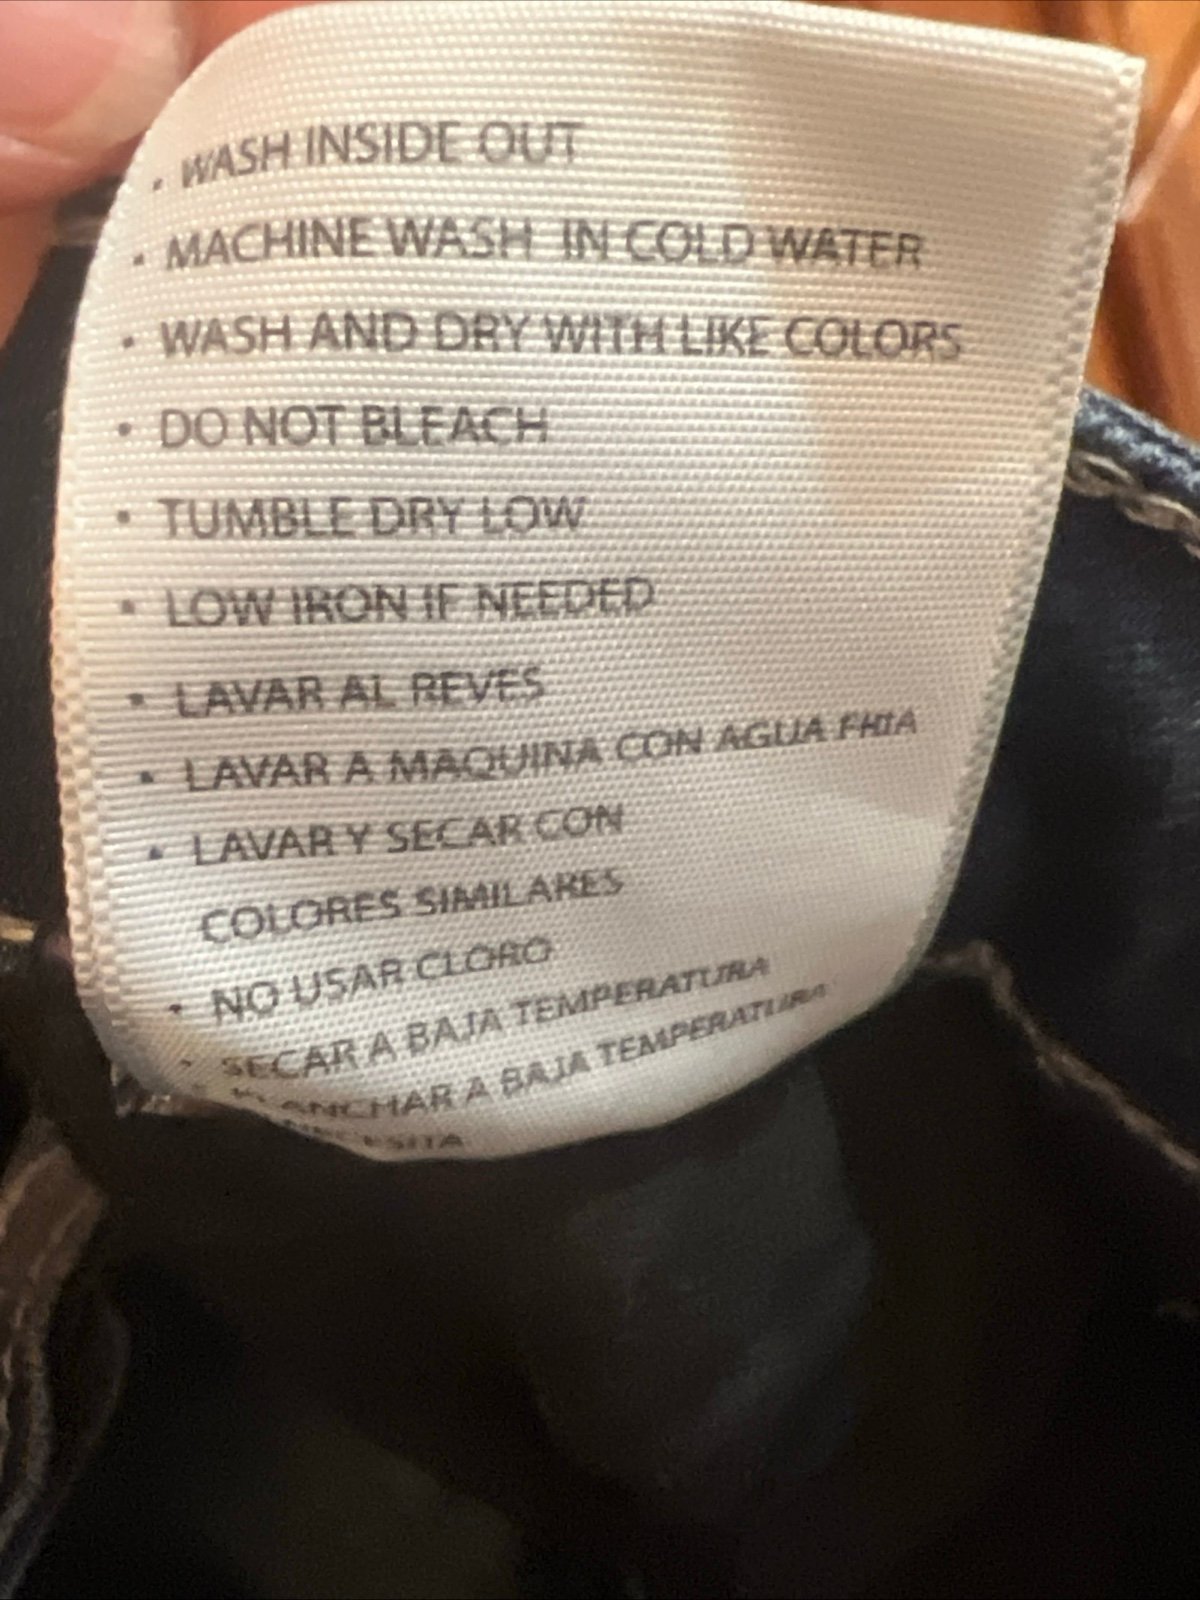 • WASH INSIDE OUT
• MACHINE WASH IN COLD WATER
• WASH AND DRY WITH LIKE COLORS
• DO NOT BLEACH
• TUMBLE DRY LOW
• LOW IRON IF NEEDED
• LAVAR AL REVES
• LAVAR A MAQUINA CON AGUA FRIA
• LAVAR Y SECAR CON
COLORES SIMILARES
• NO USAR CLORO
• SECAR A BAJA TEMPERATURA
• PLANCHAR A BAJA TEMPERATURA
NECESITA